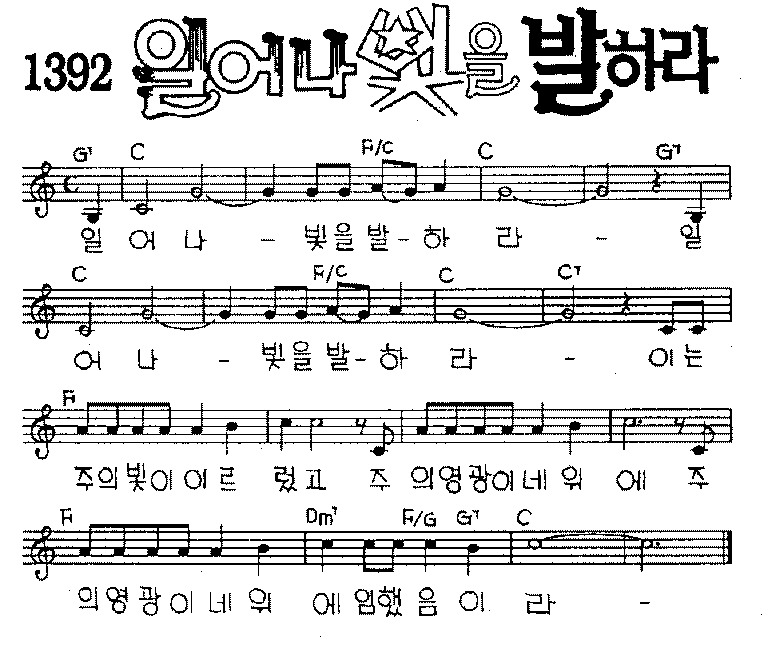 1392 일어나 빛을 발하라
G7 C F/C C G7
일 어 나 - 빛 을 발 - 하 라 - 일
C F/C C C7
어 나 - 빛 을 발 - 하 라 - 이 는
F
주 의 빛 이 이 르 렀 고 주 의 영 광 이 네 위 에 주
F Dm7 F/G G7 C
의 영 광 이 네 위 에 임 했 음 이 라 -